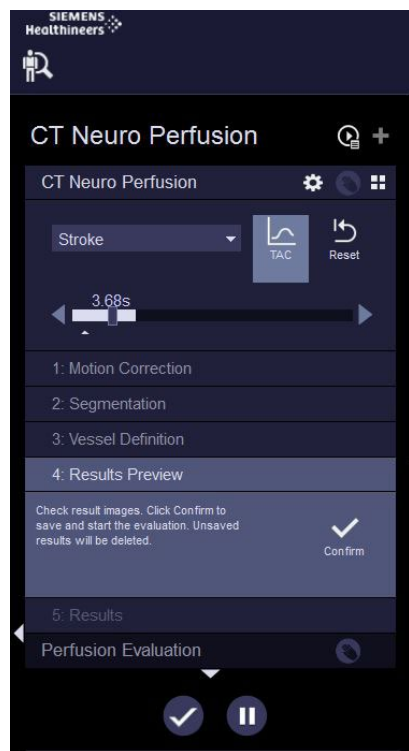 SIEMENS
Healthineers
CT Neuro Perfusion
CT Neuro Perfusion
Stroke
TAC
Reset
3.68s
1: Motion Correction
2: Segmentation
3: Vessel Definition
4: Results Preview
Check result images. Click Confirm to
save and start the evaluation. Unsaved
results will be deleted.
Confirm
5: Results
Perfusion Evaluation